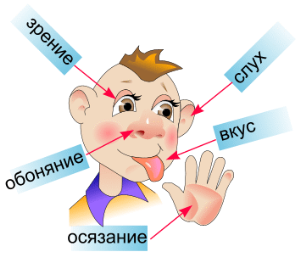 зрение
слух
вкус
обоняние
осязание